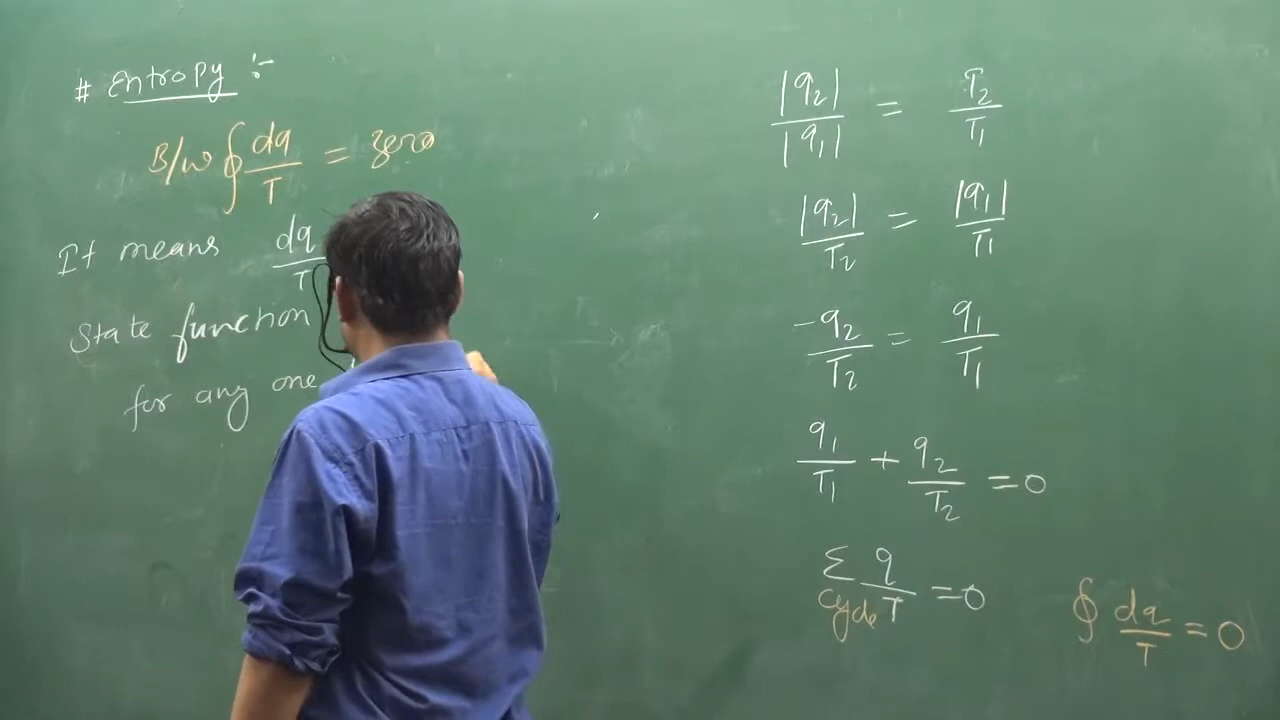 # Entropy :-
B/w ∮ dq/T = zero
It means dq/T
State function
for any one
|q₂|/|q₁| = T₂/T₁
|q₂|/T₂ = |q₁|/T₁
-q₂/T₂ = q₁/T₁
q₁/T₁ + q₂/T₂ = 0
Σ q/T = 0
cycle
∮ dq/T = 0